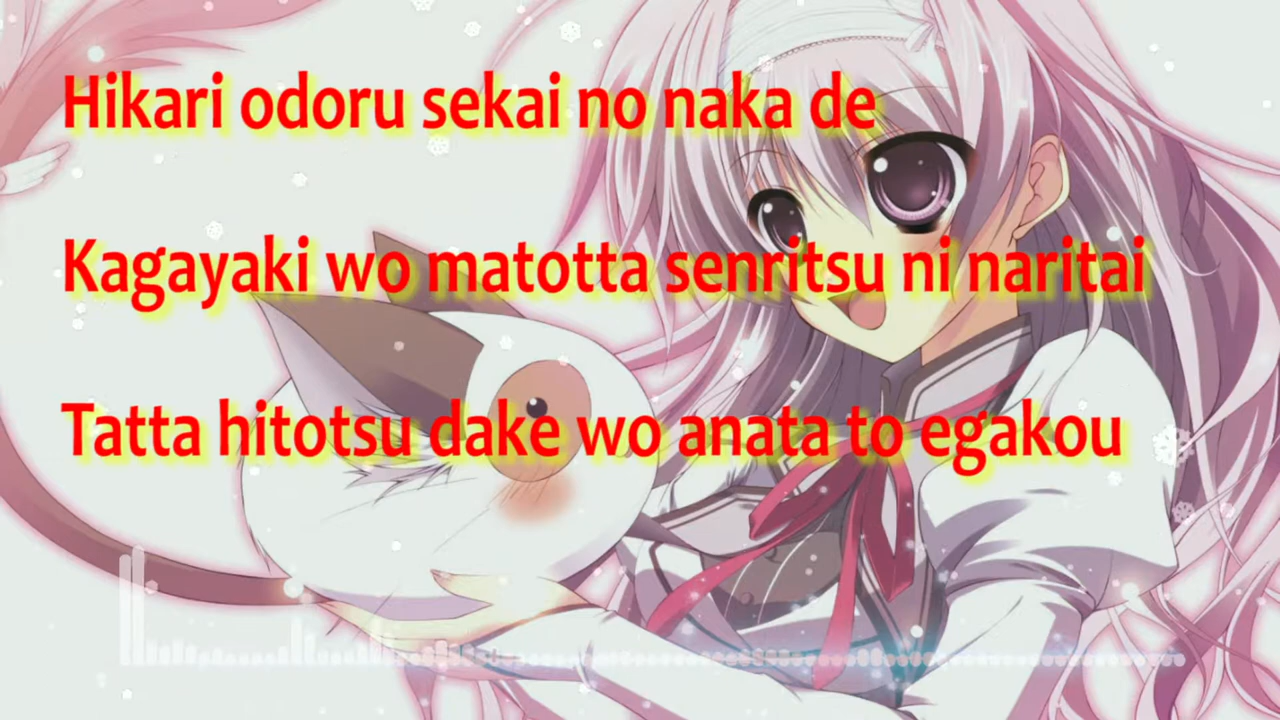 Hikari odoru sekai no naka de
Kagayaki wo matotta senritsu ni naritai
Tatta hitotsu dake wo anata to egakou